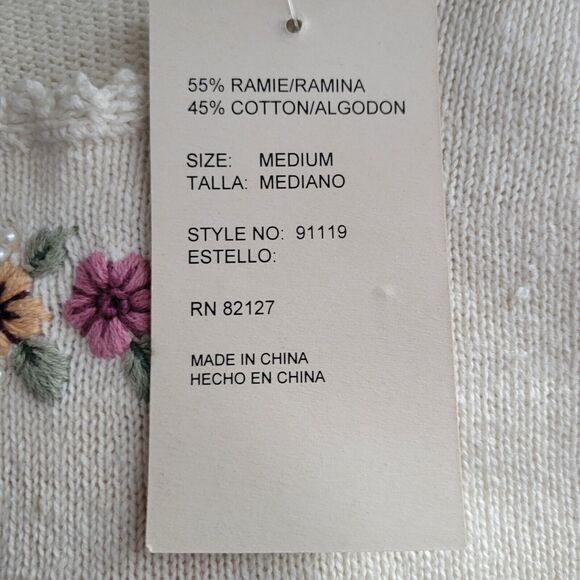 55% RAMIE/RAMINA
45% COTTON/ALGODON
SIZE: MEDIUM
TALLA: MEDIANO
STYLE NO: 91119
ESTELLO:
RN 82127
MADE IN CHINA
HECHO EN CHINA